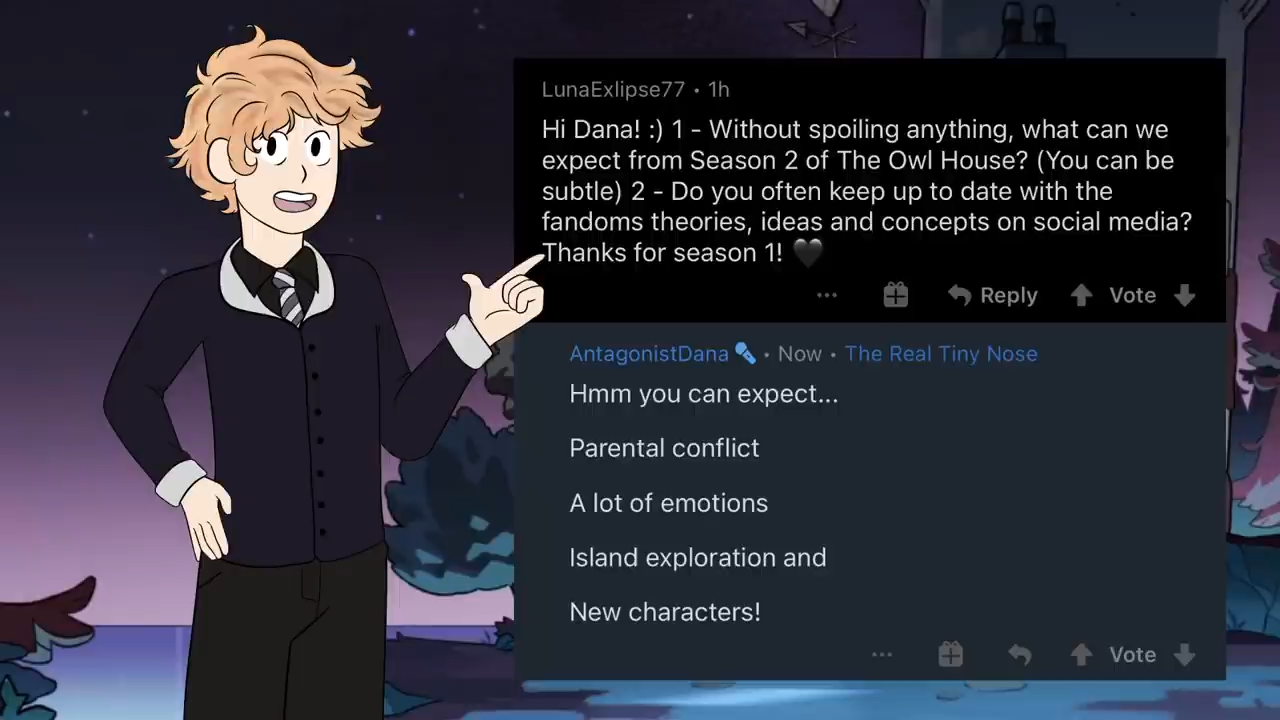 LunaExlipse77 • 1h
Hi Dana! :) 1 - Without spoiling anything, what can we
expect from Season 2 of The Owl House? (You can be
subtle) 2 - Do you often keep up to date with the
fandoms theories, ideas and concepts on social media?
Thanks for season 1! 🖤
... Reply Vote
AntagonistDana 🎤 • Now • The Real Tiny Nose
Hmm you can expect...
Parental conflict
A lot of emotions
Island exploration and
New characters!
... Vote